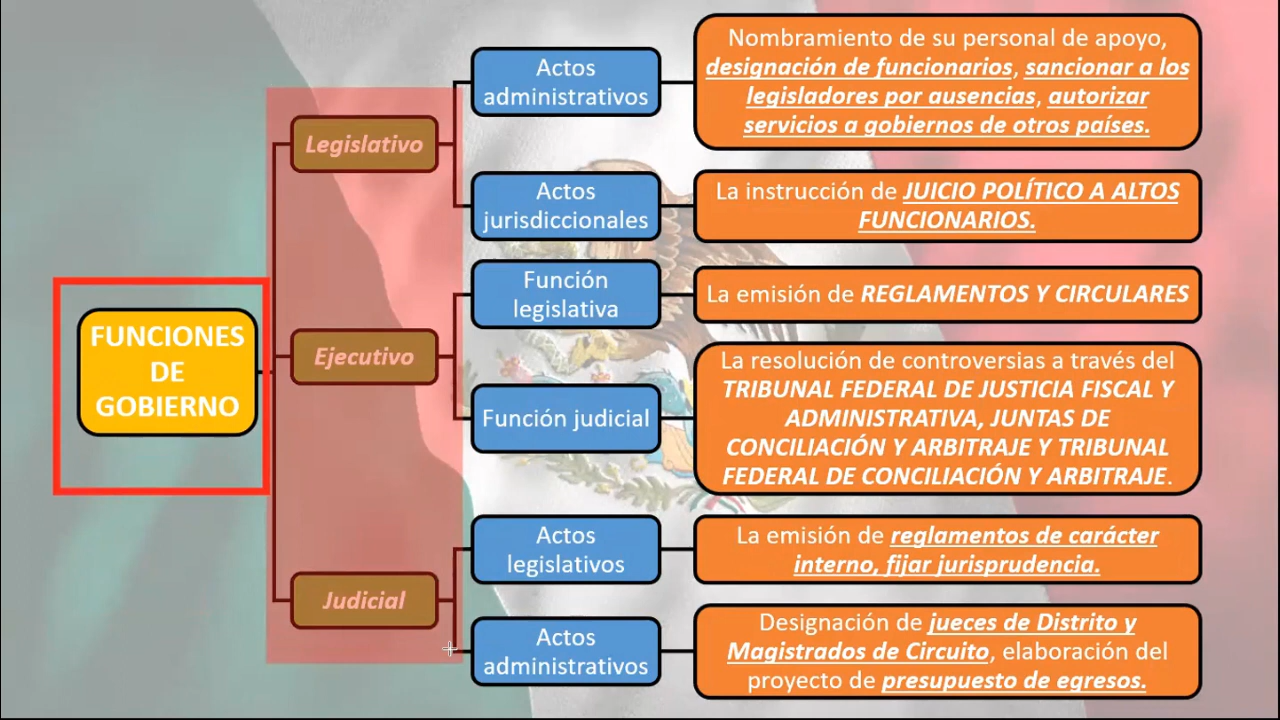 FUNCIONES
DE
GOBIERNO
Legislativo
Actos
administrativos
Nombramiento de su personal de apoyo,
designación de funcionarios, sancionar a los
legisladores por ausencias, autorizar
servicios a gobiernos de otros países.
Actos
jurisdiccionales
La instrucción de JUICIO POLÍTICO A ALTOS
FUNCIONARIOS.
Ejecutivo
Función
legislativa
La emisión de REGLAMENTOS Y CIRCULARES
Función judicial
La resolución de controversias a través del
TRIBUNAL FEDERAL DE JUSTICIA FISCAL Y
ADMINISTRATIVA, JUNTAS DE
CONCILIACIÓN Y ARBITRAJE Y TRIBUNAL
FEDERAL DE CONCILIACIÓN Y ARBITRAJE.
Judicial
Actos
legislativos
La emisión de reglamentos de carácter
interno, fijar jurisprudencia.
Actos
administrativos
Designación de jueces de Distrito y
Magistrados de Circuito, elaboración del
proyecto de presupuesto de egresos.